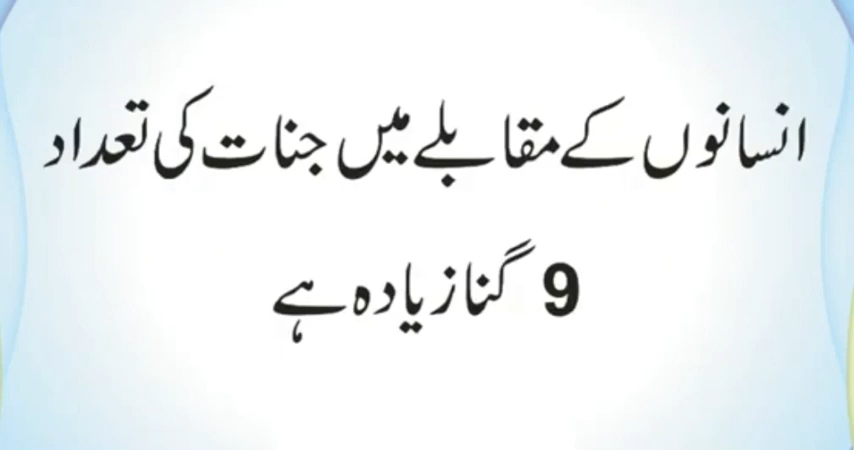 انسانوں کے مقابلے میں جنات کی تعداد
9 گنا زیادہ ہے